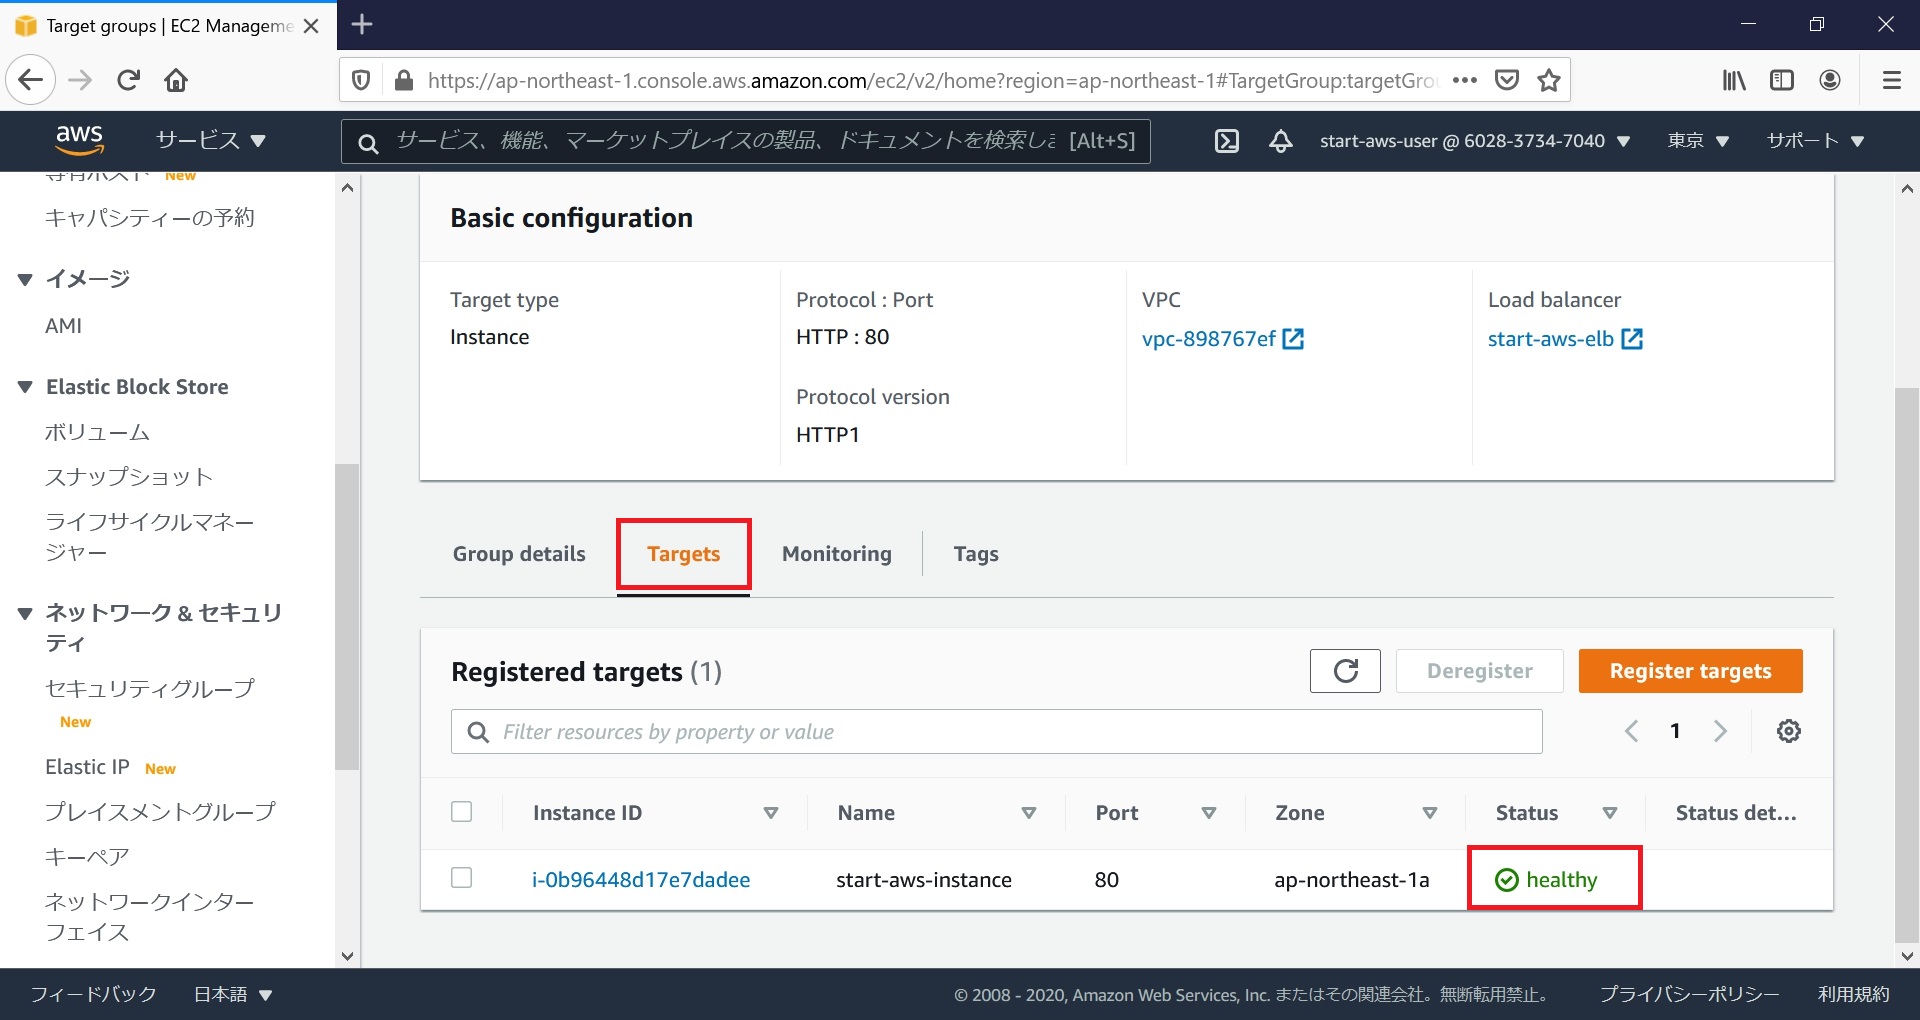 Target groups | EC2 Manageme
https://ap-northeast-1.console.aws.amazon.com/ec2/v2/home?region=ap-northeast-1#TargetGroup:targetGro
aws
サービス
サービス、機能、マーケットプレイスの製品、ドキュメントを検索しま [Alt+S]
start-aws-user @ 6028-3734-7040
東京
サポート
専有ホスト New
キャパシティーの予約
イメージ
AMI
Elastic Block Store
ボリューム
スナップショット
ライフサイクルマネー
ジャー
ネットワーク & セキュリ
ティ
セキュリティグループ
New
Elastic IP New
プレイスメントグループ
キーペア
ネットワークインター
フェイス
Basic configuration
Target type
Instance
Protocol : Port
HTTP : 80
Protocol version
HTTP1
VPC
vpc-898767ef
Load balancer
start-aws-elb
Group details
Targets
Monitoring
Tags
Registered targets (1)
Deregister
Register targets
Filter resources by property or value
1
Instance ID Name Port Zone Status Status det...
i-0b96448d17e7dadee start-aws-instance 80 ap-northeast-1a healthy
フィードバック
日本語
© 2008 - 2020, Amazon Web Services, Inc. またはその関連会社。無断転用禁止。
プライバシーポリシー
利用規約